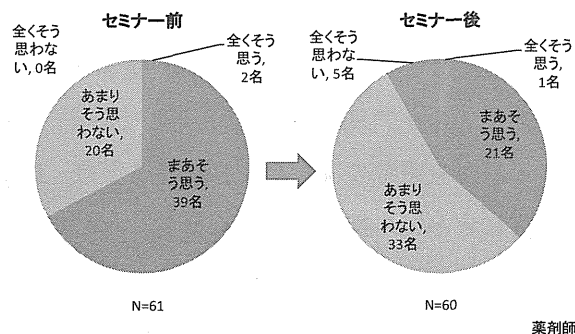 セミナー前
全くそう
思わな
い, 0名
全くそう
思う,
2名
あまり
そう思
わない,
20名
まあそ
う思う,
39名
N=61
セミナー後
全くそう
思わな
い, 5名
全くそう
思う,
1名
まあそ
う思う,
21名
あまり
そう思
わない,
33名
N=60
薬剤師